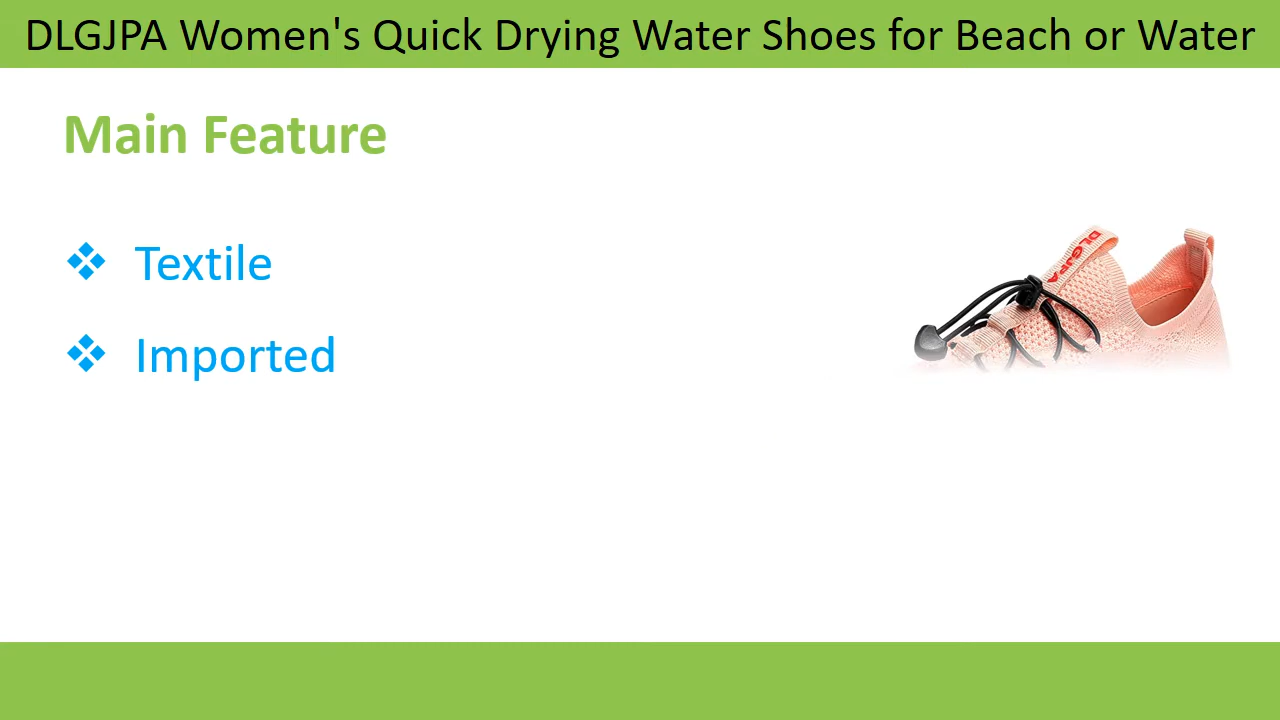 DLGJPA Women's Quick Drying Water Shoes for Beach or Water
Main Feature
❖ Textile
❖ Imported
DLGJPA